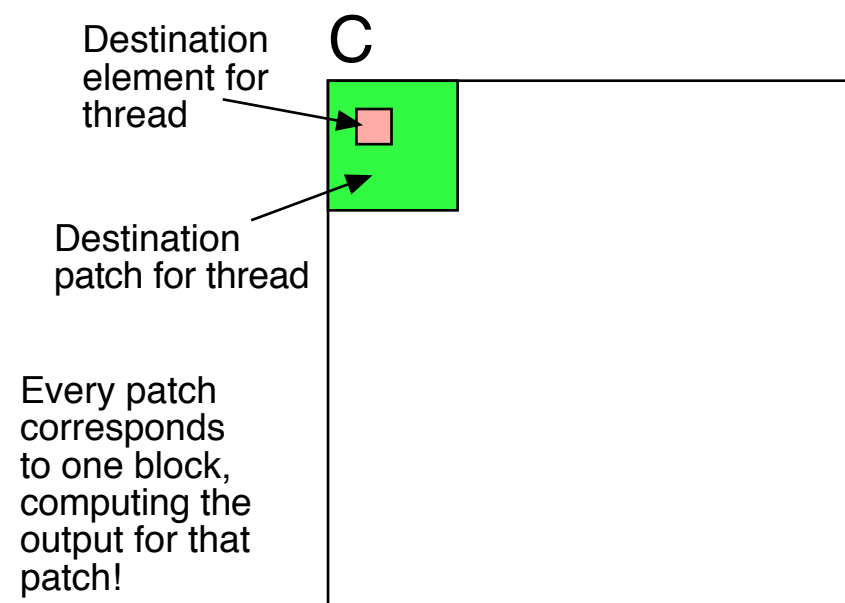 Destination
element for
thread
C
Destination
patch for thread
Every patch
corresponds
to one block,
computing the
output for that
patch!